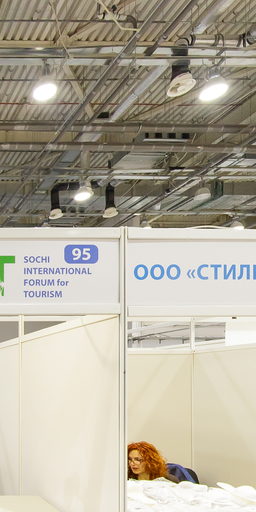 SOCHI
INTERNATIONAL
FORUM for
TOURISM
95
ООО «СТИЛ